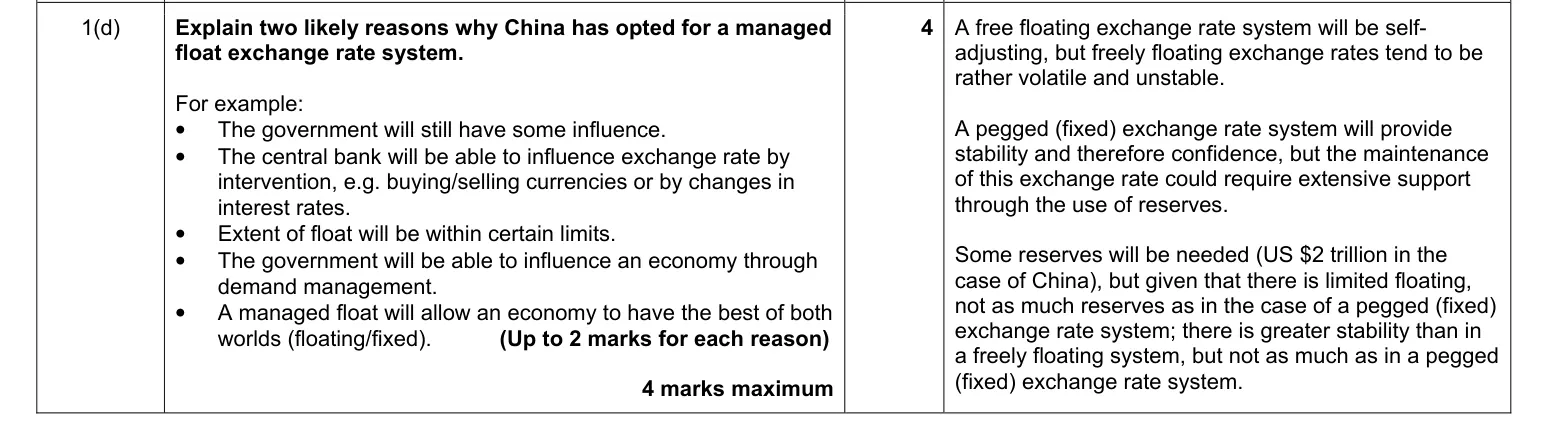 1(d)
Explain two likely reasons why China has opted for a managed
float exchange rate system.
For example:
• The government will still have some influence.
• The central bank will be able to influence exchange rate by
intervention, e.g. buying/selling currencies or by changes in
interest rates.
• Extent of float will be within certain limits.
• The government will be able to influence an economy through
demand management.
• A managed float will allow an economy to have the best of both
worlds (floating/fixed). (Up to 2 marks for each reason)
4 marks maximum
4
A free floating exchange rate system will be self-
adjusting, but freely floating exchange rates tend to be
rather volatile and unstable.
A pegged (fixed) exchange rate system will provide
stability and therefore confidence, but the maintenance
of this exchange rate could require extensive support
through the use of reserves.
Some reserves will be needed (US $2 trillion in the
case of China), but given that there is limited floating,
not as much reserves as in the case of a pegged (fixed)
exchange rate system; there is greater stability than in
a freely floating system, but not as much as in a pegged
(fixed) exchange rate system.